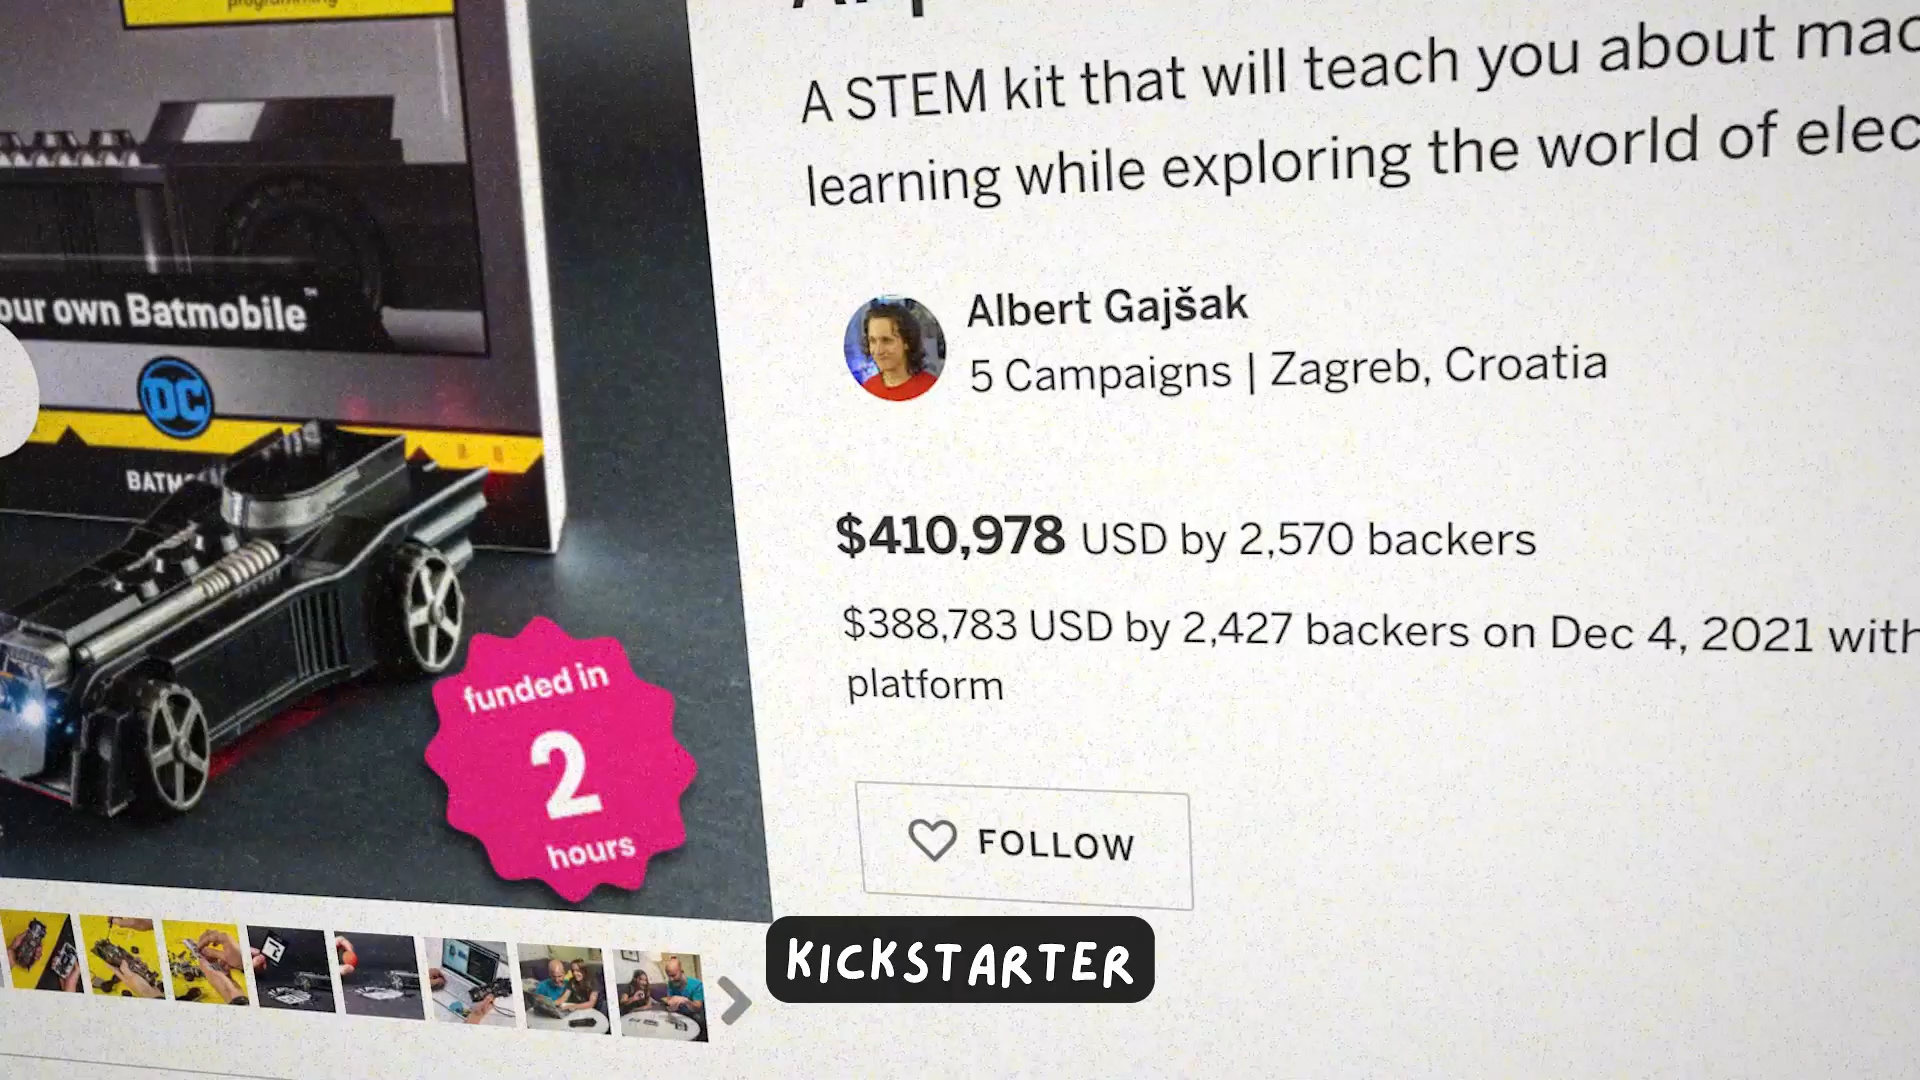 programming
A STEM kit that will teach you about
learning while exploring the world of
our own Batmobile™
DC
Albert Gajšak
5 Campaigns | Zagreb, Croatia
$410,978 USD by 2,570 backers
$388,783 USD by 2,427 backers on Dec 4, 2021 with
platform
funded in
2
hours
FOLLOW
KICKSTARTER